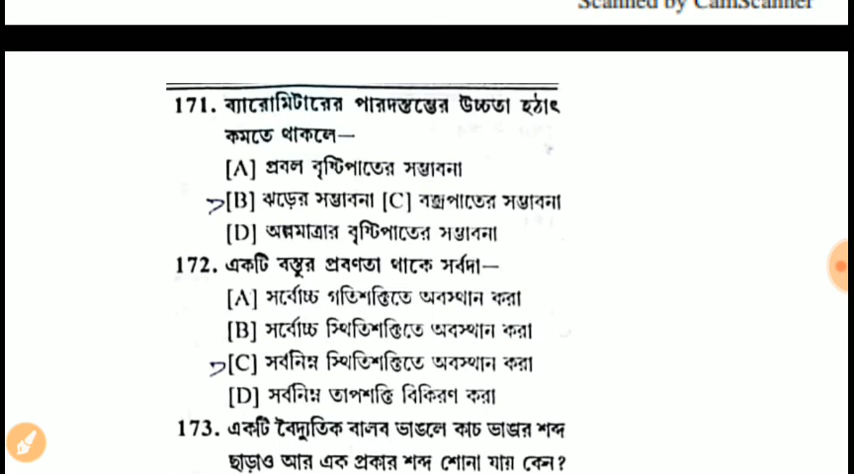 Scanned by CamScanner
171. ব্যারোমিটারের পারদস্তম্ভের উচ্চতা হঠাৎ
কমতে থাকলে—
[A] প্রবল বৃষ্টিপাতের সম্ভাবনা
[B] ঝড়ের সম্ভাবনা [C] বজ্রপাতের সম্ভাবনা
[D] অল্পমাত্রার বৃষ্টিপাতের সম্ভাবনা
172. একটি বস্তুর প্রবণতা থাকে সর্বদা—
[A] সর্বোচ্চ গতিশক্তিতে অবস্থান করা
[B] সর্বোচ্চ স্থিতিশক্তিতে অবস্থান করা
[C] সর্বনিম্ন স্থিতিশক্তিতে অবস্থান করা
[D] সর্বনিম্ন তাপশক্তি বিকিরণ করা
173. একটি বৈদ্যুতিক বালব ভাঙলে কাচ ভাঙার শব্দ
ছাড়াও আর এক প্রকার শব্দ শোনা যায় কেন?